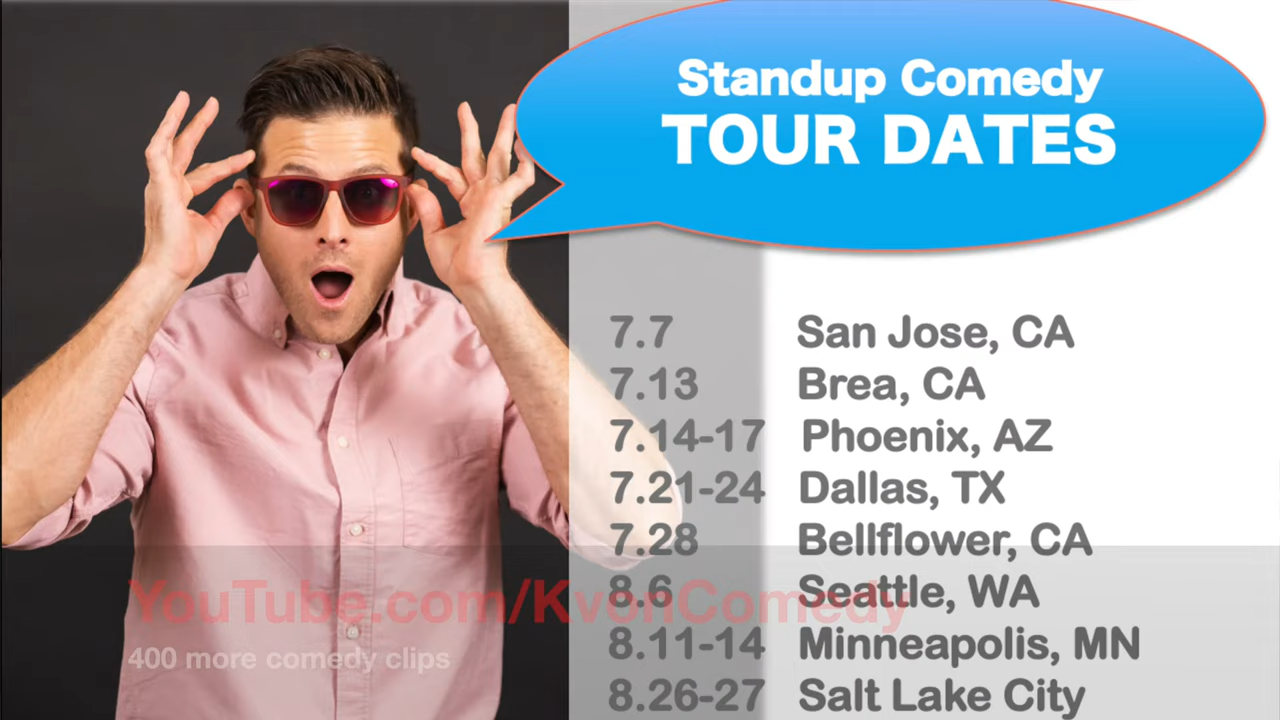 Standup Comedy
TOUR DATES
7.7 San Jose, CA
7.13 Brea, CA
7.14-17 Phoenix, AZ
7.21-24 Dallas, TX
7.28 Bellflower, CA
8.6 Seattle, WA
YouTube.com/KvonComedy
8.11-14 Minneapolis, MN
400 more comedy clips
8.26-27 Salt Lake City